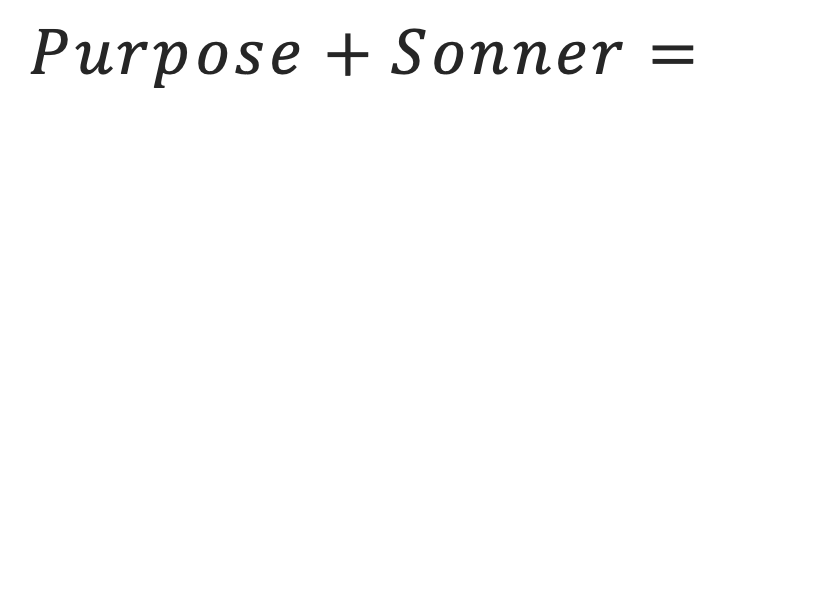 Purpose + Sonner =